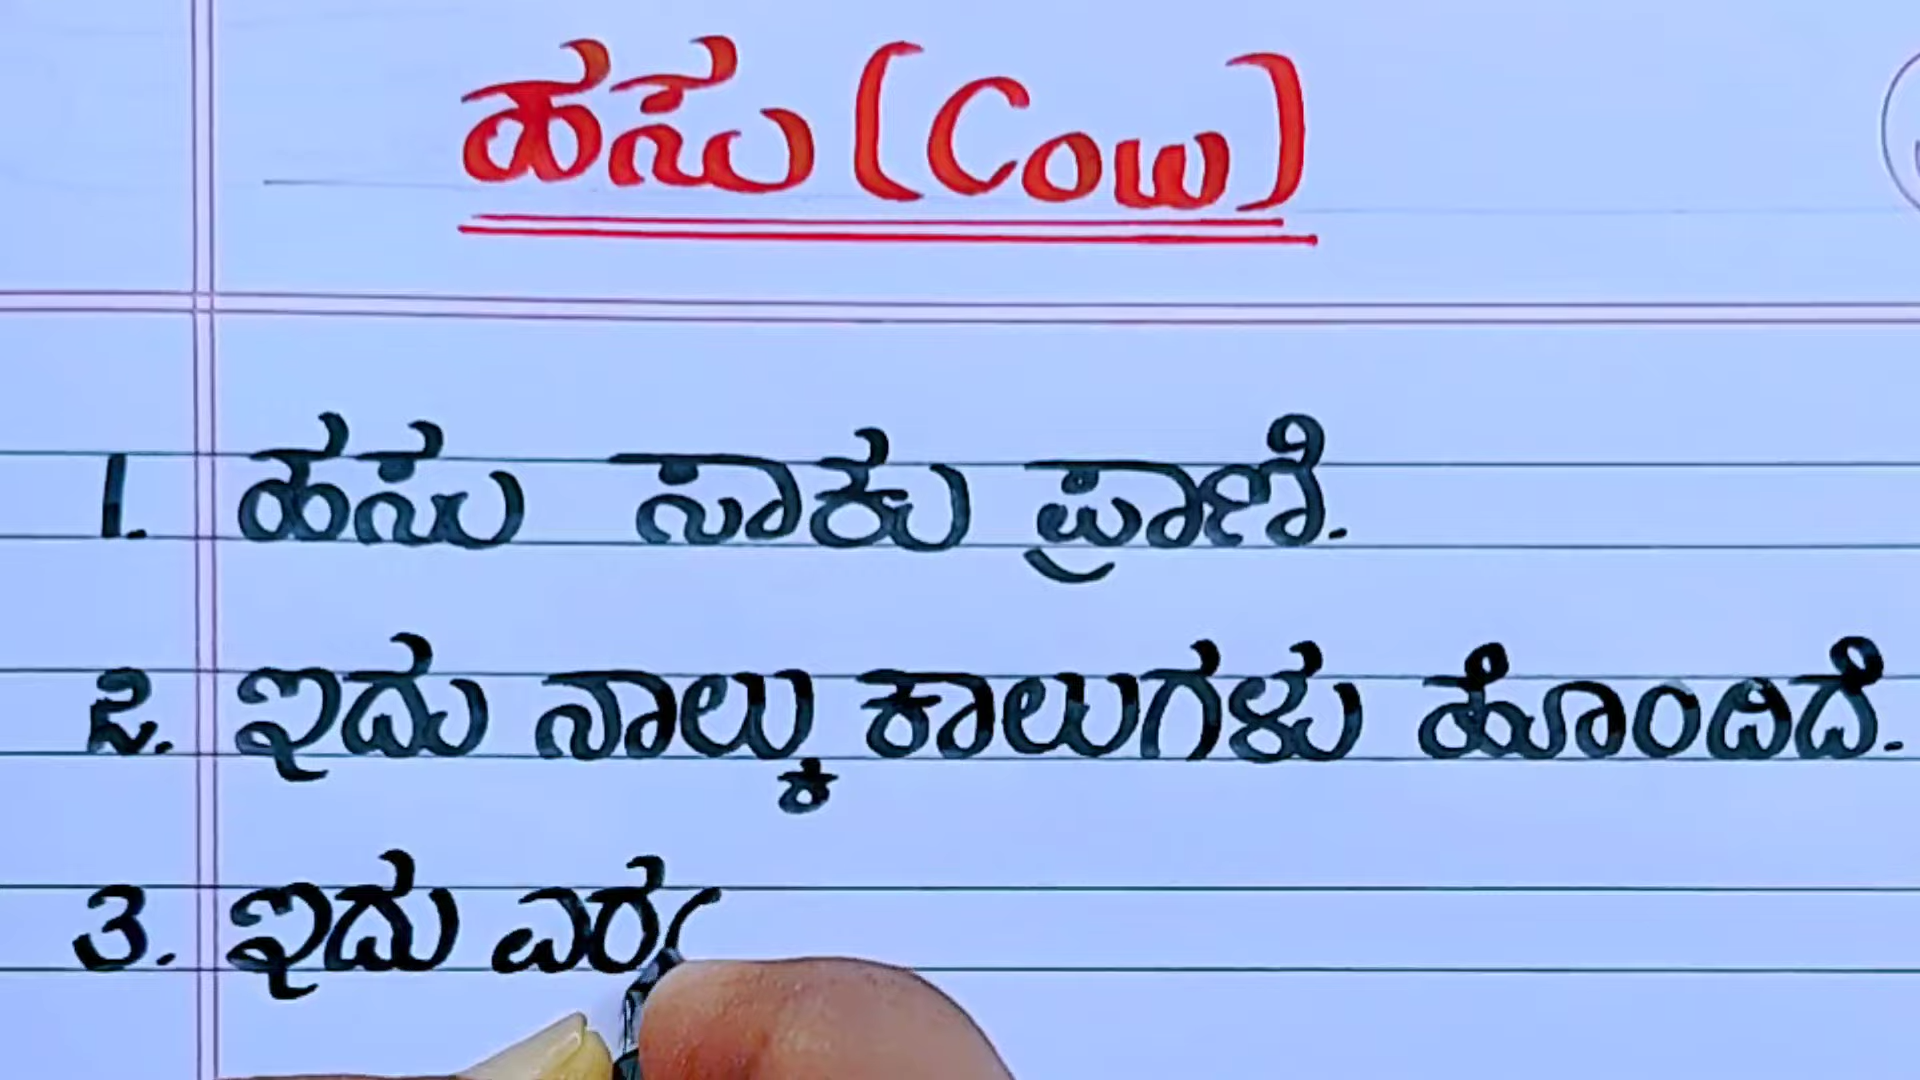 ಹಸು (Cow)
1. ಹಸು ಸಾಕು ಪ್ರಾಣಿ.
2. ಇದು ನಾಲ್ಕು ಕಾಲುಗಳು ಹೊಂದಿದೆ.
3. ಇದು